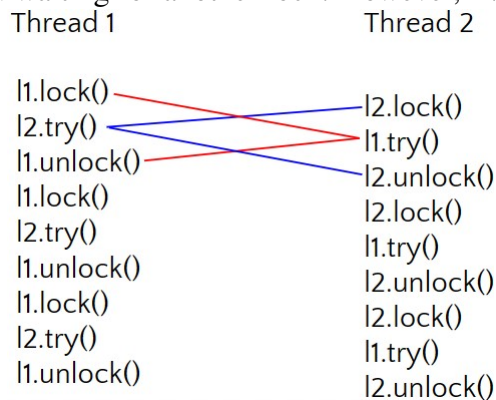 Thread 1
l1.lock()
l2.try()
l1.unlock()
l1.lock()
l2.try()
l1.unlock()
l1.lock()
l2.try()
l1.unlock()
Thread 2
l2.lock()
l1.try()
l2.unlock()
l2.lock()
l1.try()
l2.unlock()
l2.lock()
l1.try()
l2.unlock()